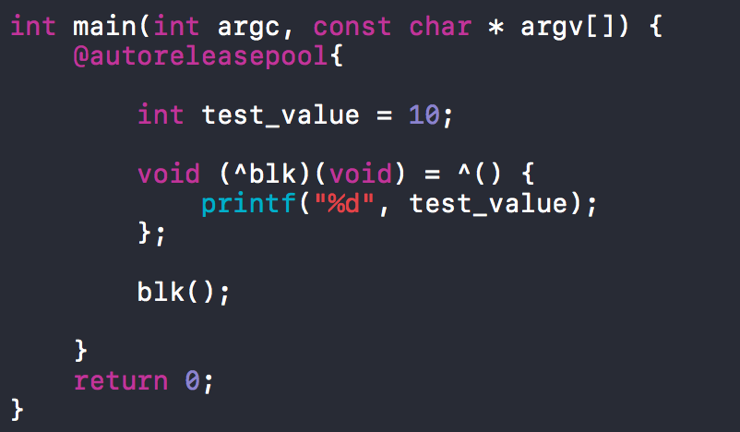 int main(int argc, const char * argv[]) {
    @autoreleasepool{

        int test_value = 10;

        void (^blk)(void) = ^() {
            printf("%d", test_value);
        };

        blk();

    }
    return 0;
}